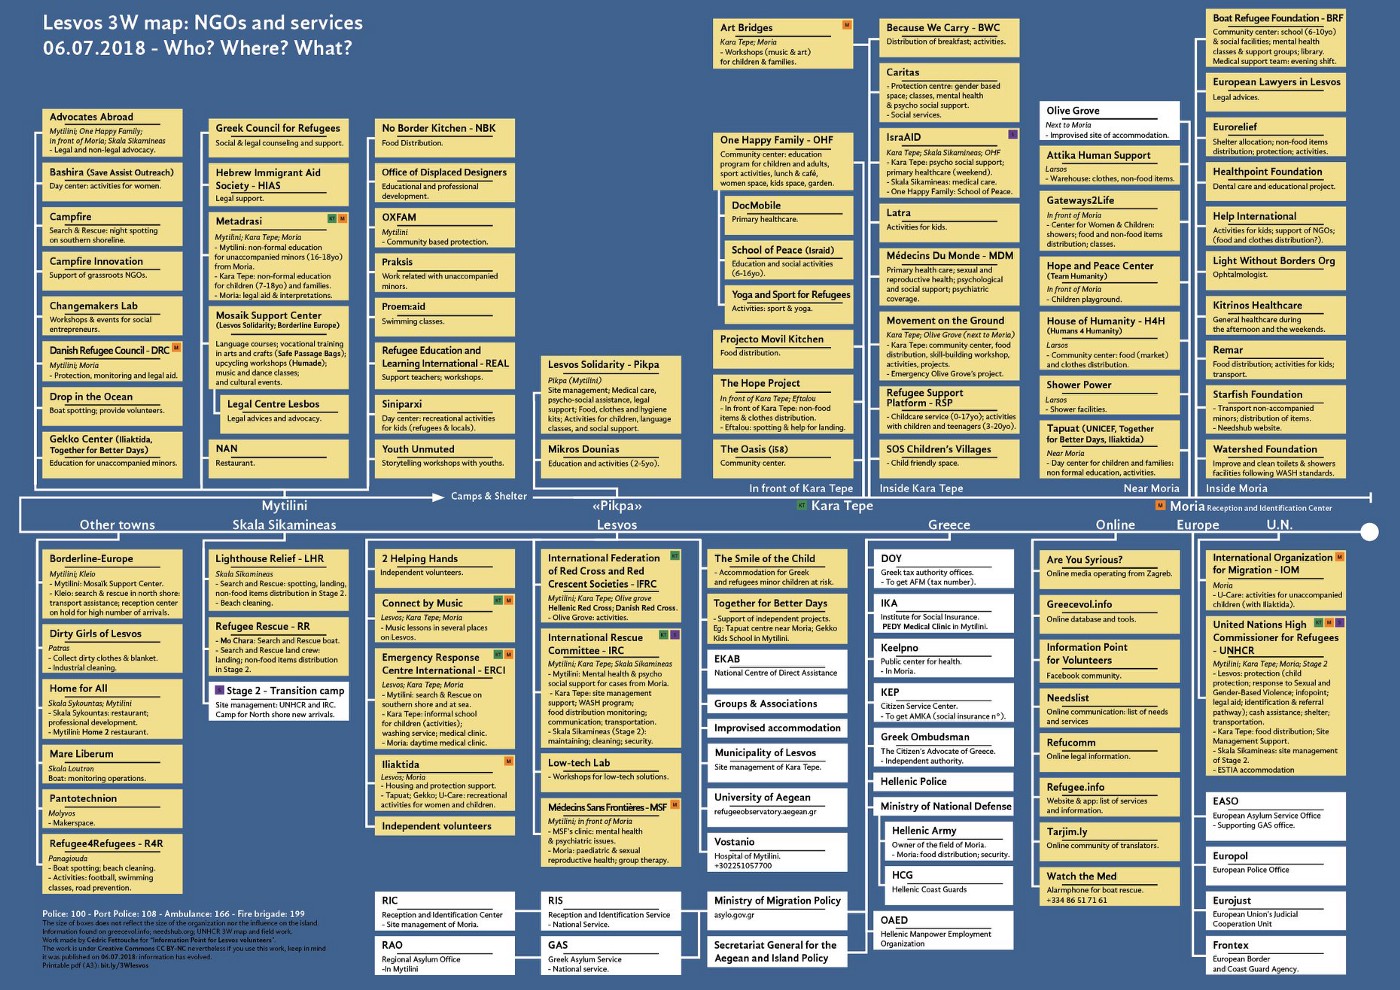 Lesvos 3W map: NGOs and services
06.07.2018 - Who? Where? What?
Advocates Abroad
Mytilini; One Happy Family;
in front of Moria; Skala Sikamineas
- Legal and non-legal advocacy.
Bashira (Save Assist Outreach)
Day center: activities for women.
Campfire
Search & Rescue: night spotting
on southern shoreline.
Campfire Innovation
Support of grassroots NGOs.
Changemakers Lab
Workshops & events for social
entrepreneurs.
Danish Refugee Council - DRC M
Mytilini; Moria
- Protection, monitoring and legal aid.
Drop in the Ocean
Boat spotting; provide volunteers.
Gekko Center (Iliaktida,
Together for Better Days)
Education for unaccompanied minors.
Greek Council for Refugees
Social & legal counseling and support.
Hebrew Immigrant Aid
Society - HIAS
Legal support.
Metadrasi KT M
Mytilini; Kara Tepe; Moria
- Mytilini: non-formal education
for unaccompanied minors (16-18yo)
from Moria.
- Kara Tepe: non-formal education
for children (7-18yo) and families.
- Moria: legal aid & interpretations.
Mosaik Support Center
(Lesvos Solidarity; Borderline Europe)
Language courses; vocational training
in arts and crafts (Safe Passage Bags);
upcycling workshops (Humade);
music and dance classes;
and cultural events.
Legal Centre Lesbos
Legal advices and advocacy.
NAN
Restaurant.
No Border Kitchen - NBK
Food Distribution.
Office of Displaced Designers
Educational and professional
development.
OXFAM
Mytilini
- Community based protection.
Praksis
Work related with unaccompanied
minors.
Proem:aid
Swimming classes.
Refugee Education and
Learning International - REAL
Support teachers; workshops.
Siniparxi
Day center: recreational activities
for kids (refugees & locals).
Youth Unmuted
Storytelling workshops with youths.
Lesvos Solidarity - Pikpa
Pikpa (Mytilini)
Site management; Medical care,
psycho-social assistance, legal
support; Food, clothes and hygiene
kits; Activities for children, language
classes, and social support.
Mikros Dounias
Education and activities (2-5yo).
Art Bridges M
Kara Tepe; Moria
- Workshops (music & art)
for children & families.
One Happy Family - OHF
Community center: education
program for children and adults,
sport activities, lunch & café,
women space, kids space, garden.
DocMobile
Primary healthcare.
School of Peace (Israid)
Education and social activities
(6-16yo).
Yoga and Sport for Refugees
Activities: sport & yoga.
Projecto Movil Kitchen
Food distribution.
The Hope Project
In front of Kara Tepe; Eftalou
- In front of Kara Tepe: non-food
items & clothes distribution.
- Eftalou: spotting & help for landing.
The Oasis (i58)
Community center.
Because We Carry - BWC
Distribution of breakfast; activities.
Caritas
- Protection centre: gender based
space; classes, mental health
& psycho social support.
- Social services.
IsraAID S
Kara Tepe; Skala Sikamineas; OHF
- Kara Tepe: psycho social support;
primary healthcare (weekend).
- Skala Sikamineas: medical care.
- One Happy Family: School of Peace.
Latra
Activities for kids.
Médecins Du Monde - MDM
Primary health care; sexual and
reproductive health; psychological
and social support; psychiatric
coverage.
Movement on the Ground
Kara Tepe; Olive Grove (next to Moria)
- Kara Tepe: community center, food
distribution, skill-building workshop,
activities, projects.
- Emergency Olive Grove's project.
Refugee Support
Platform - RSP
- Childcare service (0-17yo); activities
with children and teenagers (3-20yo).
SOS Children's Villages
- Child friendly space.
Olive Grove
Next to Moria
- Improvised site of accommodation.
Attika Human Support
Larsos
- Warehouse: clothes, non-food items.
Gateways2Life
In front of Moria
- Center for Women & Children:
showers; food and non-food items
distribution; classes.
Hope and Peace Center
(Team Humanity)
In front of Moria
- Children playground.
House of Humanity - H4H
(Humans 4 Humanity)
Larsos
- Community center: food (market)
and clothes distribution.
Shower Power
Larsos
- Shower facilities.
Tapuat (UNICEF, Together
for Better Days, Iliaktida)
Near Moria
- Day center for children and families:
non formal education, activities.
Boat Refugee Foundation - BRF
Community center: school (6-10yo)
& social facilities; mental health
classes & support groups; library.
Medical support team: evening shift.
European Lawyers in Lesvos
Legal advices.
Eurorelief
Shelter allocation; non-food items
distribution; protection; activities.
Healthpoint Foundation
Dental care and educational project.
Help International
Activities for kids; support of NGOs;
(food and clothes distribution?).
Light Without Borders Org
Ophtalmologist.
Kitrinos Healthcare
General healthcare during
the afternoon and the weekends.
Remar
Food distribution; activities for kids;
transport.
Starfish Foundation
- Transport non-accompanied
minors; distribution of items.
- Needshub website.
Watershed Foundation
Improve and clean toilets & showers
facilities following WASH standards.
In front of Kara Tepe
Inside Kara Tepe
Near Moria
Inside Moria
Camps & Shelter
Mytilini
«Pikpa»
KT Kara Tepe
M Moria Reception and Identification Center
Other towns
Skala Sikamineas
Lesvos
Greece
Online
Europe
U.N.
Borderline-Europe
Mytilini; Kleio
- Mytilini: Mosaïk Support Center.
- Kleio: search & rescue in north shore:
transport assistance; reception center
on hold for high number of arrivals.
Dirty Girls of Lesvos
Patras
- Collect dirty clothes & blanket.
- Industrial cleaning.
Home for All
Skala Sykountas; Mytilini
- Skala Sykountas: restaurant;
professional development.
- Mytilini: Home 2 restaurant.
Mare Liberum
Skala Loutron
Boat: monitoring operations.
Pantotechnion
Molyvos
- Makerspace.
Refugee4Refugees - R4R
Panagiouda
- Boat spotting; beach cleaning.
- Activities: football, swimming
classes, road prevention.
Lighthouse Relief - LHR
Skala Sikamineas
- Search and Rescue: spotting, landing,
non-food items distribution in Stage 2.
- Beach cleaning.
Refugee Rescue - RR
- Mo Chara: Search and Rescue boat.
- Search and Rescue land crew:
landing; non-food items distribution
in Stage 2.
S Stage 2 - Transition camp
Site management: UNHCR and IRC.
Camp for North shore new arrivals.
2 Helping Hands
Independent volunteers.
Connect by Music KT M
Lesvos; Kara Tepe; Moria
- Music lessons in several places
on Lesvos.
Emergency Response KT M
Centre International - ERCI
Lesvos; Kara Tepe; Moria
- Mytilini: search & Rescue on
southern shore and at sea.
- Kara Tepe: informal school
for children (activities);
washing service; medical clinic.
- Moria: daytime medical clinic.
Iliaktida M
Lesvos; Moria
- Housing and protection support.
- Tapuat; Gekko; U-Care: recreational
activities for women and children.
Independent volunteers
International Federation KT
of Red Cross and Red
Crescent Societies - IFRC
Mytilini; Kara Tepe; Olive grove
Hellenic Red Cross; Danish Red Cross.
- Olive Grove: activities.
International Rescue KT S
Committee - IRC
Mytilini; Kara Tepe; Skala Sikamineas
- Mytilini: Mental health & psycho
social support for cases from Moria.
- Kara Tepe: site management
support; WASH program;
food distribution monitoring;
communication; transportation.
- Skala Sikamineas (Stage 2):
maintaining; cleaning; security.
Low-tech Lab
- Workshops for low-tech solutions.
Médecins Sans Frontières - MSF M
Mytilini; in front of Moria
- MSF's clinic: mental health
& psychiatric issues.
- Moria: paediatric & sexual
reproductive health; group therapy.
The Smile of the Child
- Accommodation for Greek
and refugees minor children at risk.
Together for Better Days
- Support of independent projects.
Eg: Tapuat centre near Moria; Gekko
Kids School in Mytilini.
EKAB
National Centre of Direct Assistance
Groups & Associations
Improvised accommodation
Municipality of Lesvos
Site management of Kara Tepe.
University of Aegean
refugeeobservatory.aegean.gr
Vostanio
Hospital of Mytilini.
+302251057700
DOY
Greek tax authority offices.
- To get AFM (tax number).
IKA
Institute for Social Insurance.
PEDY Medical Clinic in Mytilini.
Keelpno
Public center for health.
- In Moria.
KEP
Citizen Service Center.
- To get AMKA (social insurance n°).
Greek Ombudsman
The Citizen's Advocate of Greece.
- Independent authority.
Hellenic Police
Ministry of National Defense
Hellenic Army
Owner of the field of Moria.
- Moria: food distribution; security.
HCG
Hellenic Coast Guards
OAED
Hellenic Manpower Employment
Organization
Are You Syrious?
Online media operating from Zagreb.
Greecevol.info
Online database and tools.
Information Point
for Volunteers
Facebook community.
Needslist
Online communication: list of needs
and services
Refucomm
Online legal information.
Refugee.info
Website & app: list of services
and information.
Tarjim.ly
Online community of translators.
Watch the Med
Alarmphone for boat rescue.
+334 86 51 71 61
International Organization M
for Migration - IOM
Moria
- U-Care: activities for unaccompanied
children (with Iliaktida).
United Nations High KT M S
Commissioner for Refugees
- UNHCR
Mytilini; Kara Tepe; Moria; Stage 2
- Lesvos: protection (child
protection; response to Sexual and
Gender-Based Violence; infopoint;
legal aid; identification & referral
pathway); cash assistance; shelter;
transportation.
- Kara Tepe: food distribution; Site
Management Support.
- Skala Sikamineas: site management
of Stage 2.
- ESTIA accommodation
EASO
European Asylum Service Office
- Supporting GAS office.
Europol
European Police Office
Eurojust
European Union's Judicial
Cooperation Unit
Frontex
European Border
and Coast Guard Agency.
RIC
Reception and Identification Center
- Site management of Moria.
RAO
Regional Asylum Office
-In Mytilini
RIS
Reception and Identification Service
- National service.
GAS
Greek Asylum Service
- National service.
Ministry of Migration Policy
asylo.gov.gr
Secretariat General for the
Aegean and Island Policy
Police: 100 - Port Police: 108 - Ambulance: 166 - Fire brigade: 199
The size of boxes does not reflect the size of the organization nor the influence on the island.
Information found on greecevol.info, needshub.org, UNHCR 3W map and field work.
Work made by Cédric Fettouche for "Information Point for Lesvos volunteers".
The work is under Creative Commons CC BY-NC nevertheless if you use this work, keep in mind
it was published on 06.07.2018: information has evolved.
Printable pdf (A3): bit.ly/3Wlesvos